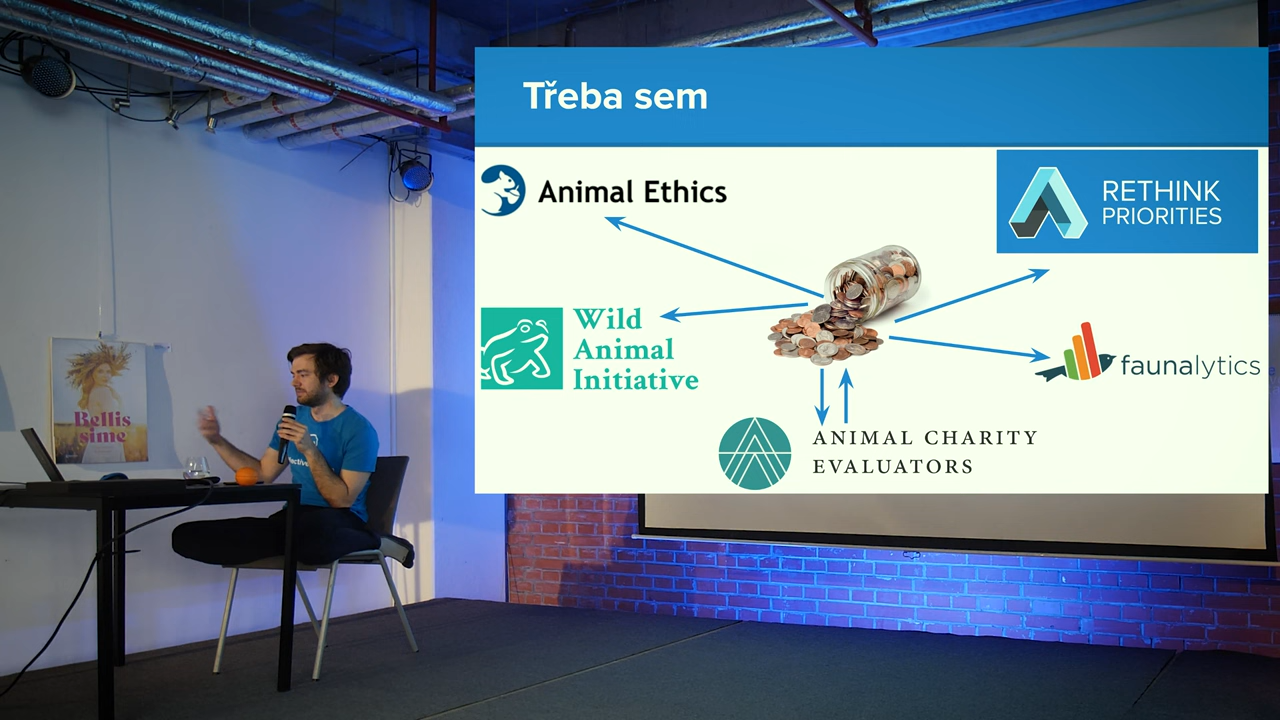 Třeba sem
Animal Ethics
RETHINK
PRIORITIES
Wild
Animal
Initiative
faunalytics
ANIMAL CHARITY
EVALUATORS
Bellis
sime